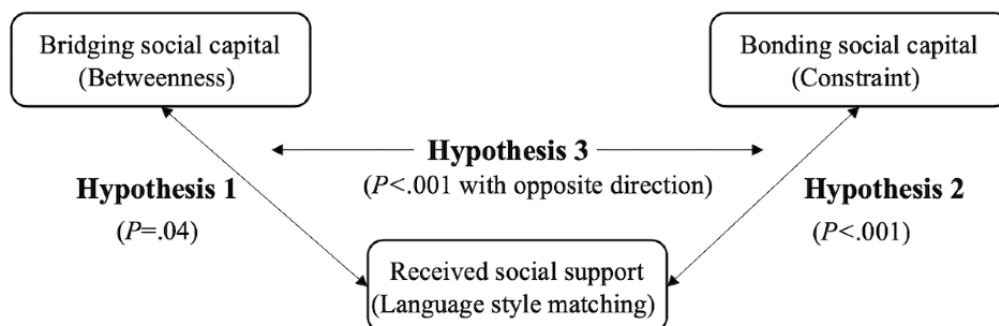 Bridging social capital
(Betweenness)
Bonding social capital
(Constraint)
Hypothesis 3
(P<.001 with opposite direction)
Hypothesis 1
(P=.04)
Hypothesis 2
(P<.001)
Received social support
(Language style matching)